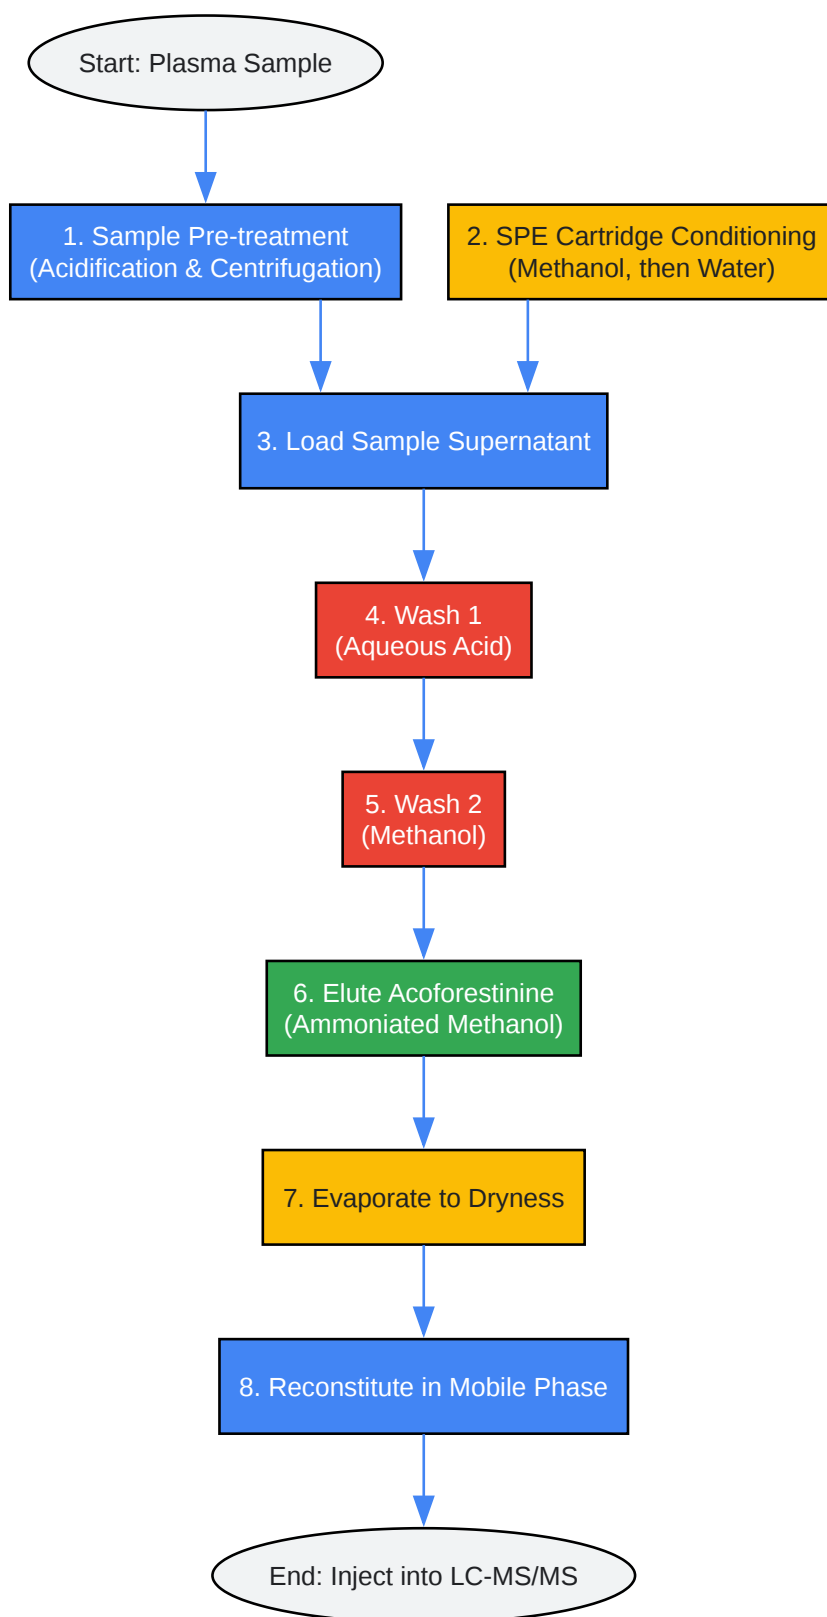 Start: Plasma Sample
1. Sample Pre-treatment
(Acidification & Centrifugation)
2. SPE Cartridge Conditioning
(Methanol, then Water)
3. Load Sample Supernatant
4. Wash 1
(Aqueous Acid)
5. Wash 2
(Methanol)
6. Elute Acoforestinine
(Ammoniated Methanol)
7. Evaporate to Dryness
8. Reconstitute in Mobile Phase
End: Inject into LC-MS/MS